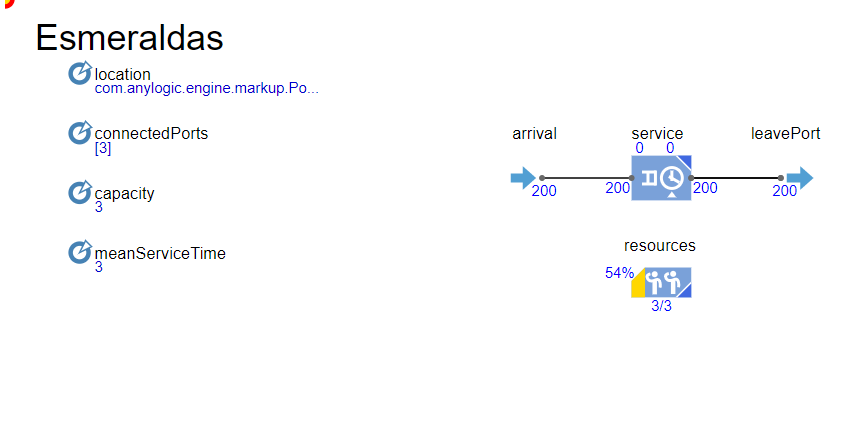 Esmeraldas
location
com.anylogic.engine.markup.Po...
connectedPorts
[3]
capacity
3
meanServiceTime
3
arrival service leavePort
0 0
200 200 200 200
resources
54%
3/3